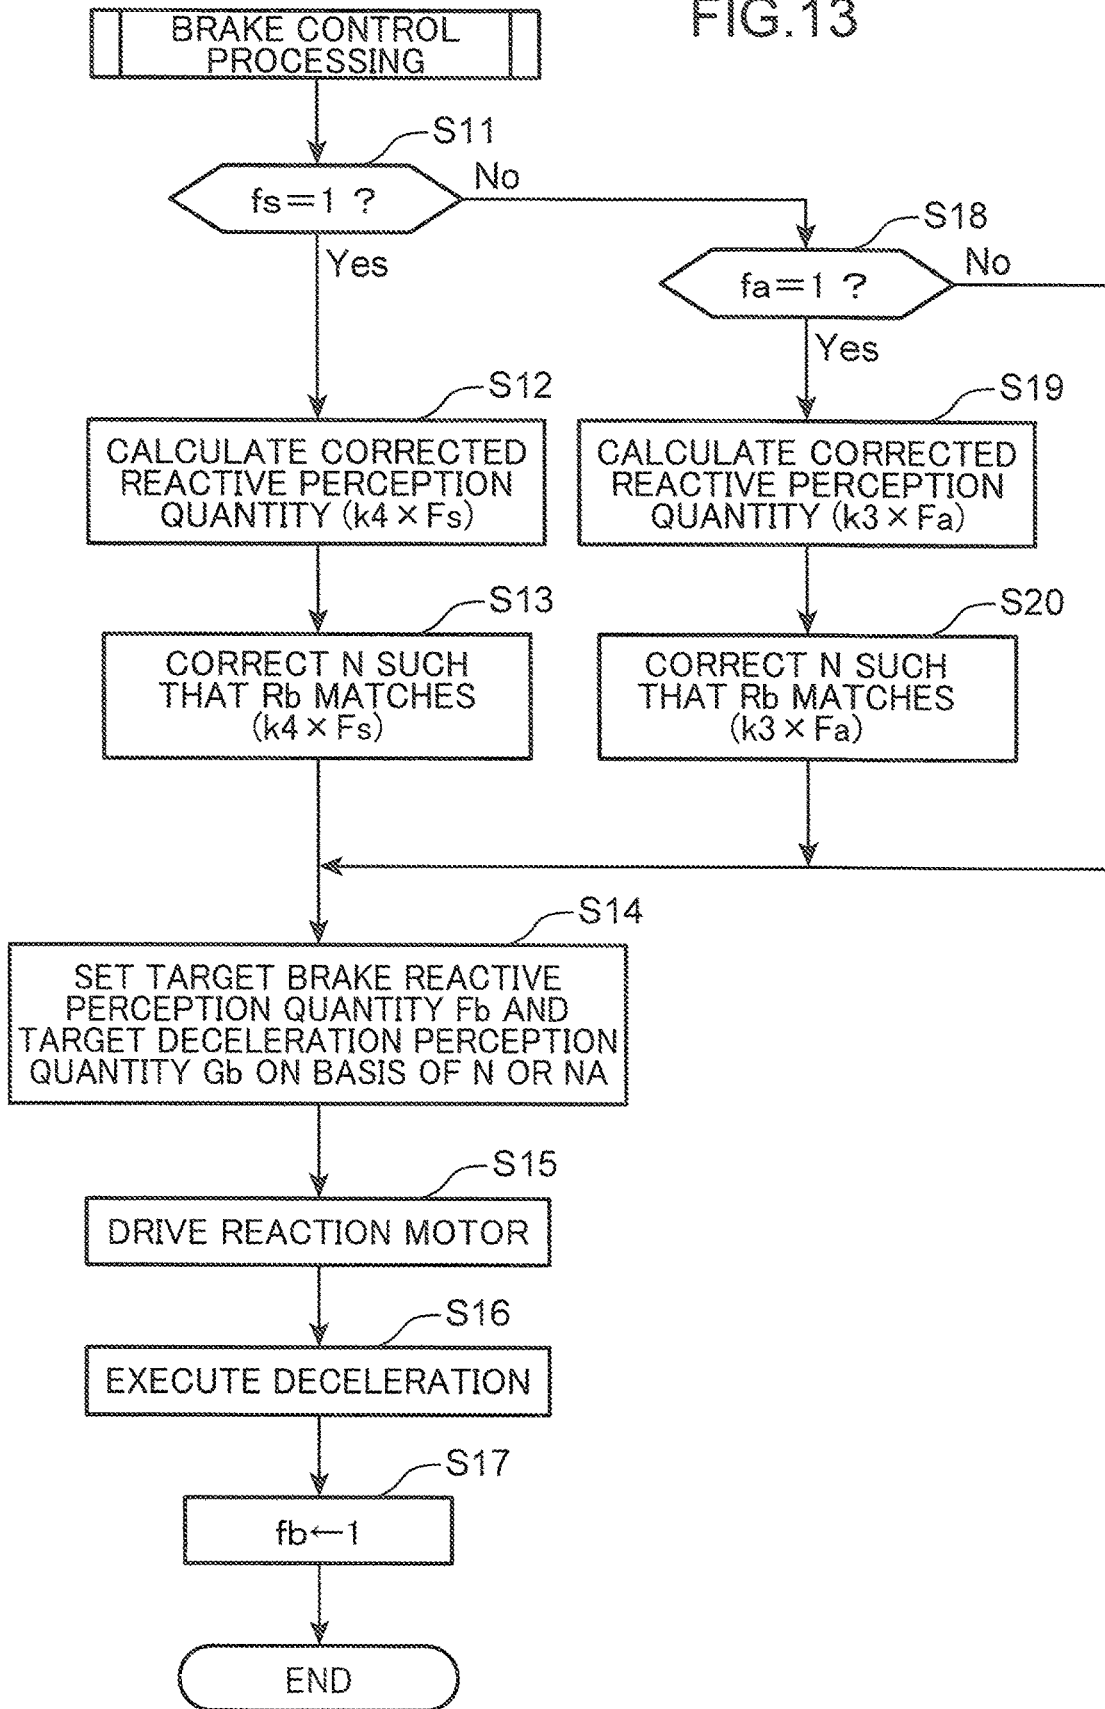 FIG.13
BRAKE CONTROL
PROCESSING
S11
fs=1 ?
No
Yes
S18
fa=1 ?
No
Yes
S12
CALCULATE CORRECTED
REACTIVE PERCEPTION
QUANTITY (k4 × Fs)
S19
CALCULATE CORRECTED
REACTIVE PERCEPTION
QUANTITY (k3 × Fa)
S13
CORRECT N SUCH
THAT Rb MATCHES
(k4 × Fs)
S20
CORRECT N SUCH
THAT Rb MATCHES
(k3 × Fa)
S14
SET TARGET BRAKE REACTIVE
PERCEPTION QUANTITY Fb AND
TARGET DECELERATION PERCEPTION
QUANTITY Gb ON BASIS OF N OR NA
S15
DRIVE REACTION MOTOR
S16
EXECUTE DECELERATION
S17
fb←1
END